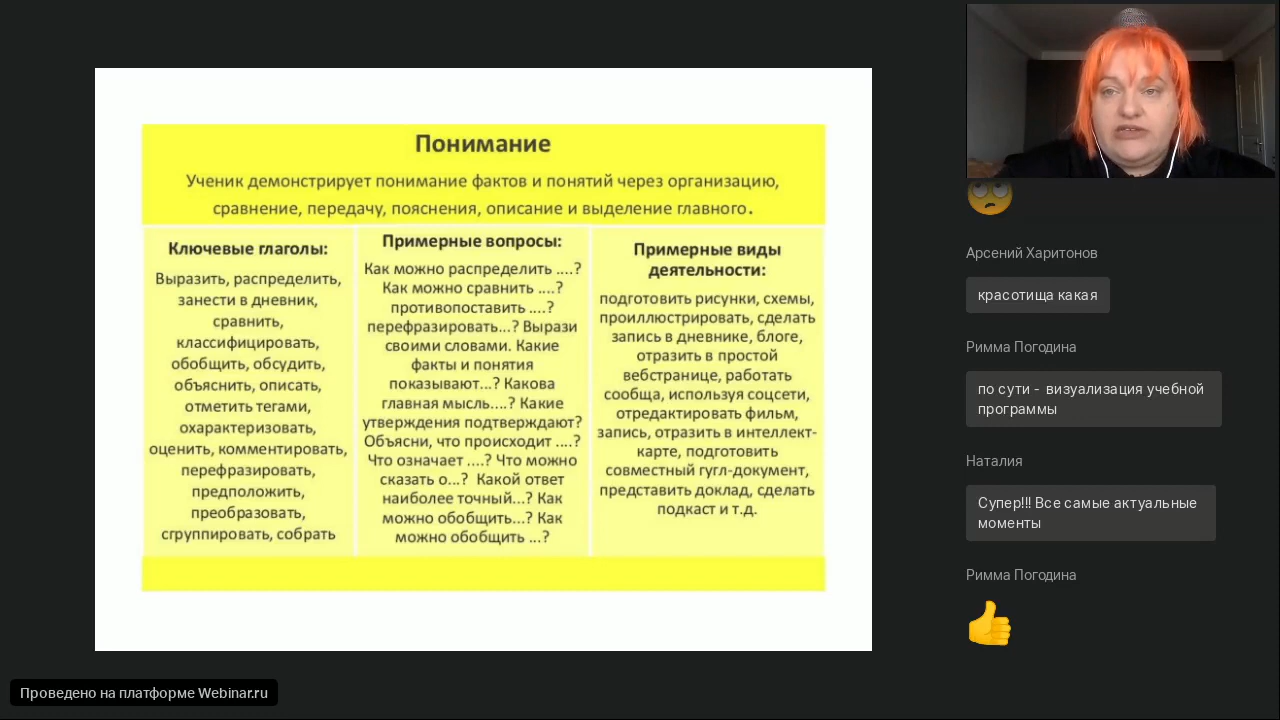 Понимание
Ученик демонстрирует понимание фактов и понятий через организацию,
сравнение, передачу, пояснения, описание и выделение главного.
Ключевые глаголы:
Выразить, распределить,
занести в дневник,
сравнить,
классифицировать,
обобщить, обсудить,
объяснить, описать,
отметить тегами,
охарактеризовать,
оценить, комментировать,
перефразировать,
предположить,
преобразовать,
сгруппировать, собрать
Примерные вопросы:
Как можно распределить ....?
Как можно сравнить ....?
противопоставить ....?
перефразировать...? Вырази
своими словами. Какие
факты и понятия
показывают...? Какова
главная мысль....? Какие
утверждения подтверждают?
Объясни, что происходит ....?
Что означает ....? Что можно
сказать о...? Какой ответ
наиболее точный...? Как
можно обобщить...? Как
можно обобщить ...?
Примерные виды
деятельности:
подготовить рисунки, схемы,
проиллюстрировать, сделать
запись в дневнике, блоге,
отразить в простой
вебстранице, работать
сообща, используя соцсети,
отредактировать фильм,
запись, отразить в интеллект-
карте, подготовить
совместный гугл-документ,
представить доклад, сделать
подкаст и т.д.
Арсений Харитонов
красотища какая
Римма Погодина
по сути - визуализация учебной
программы
Наталия
Супер!!! Все самые актуальные
моменты
Римма Погодина
Проведено на платформе Webinar.ru